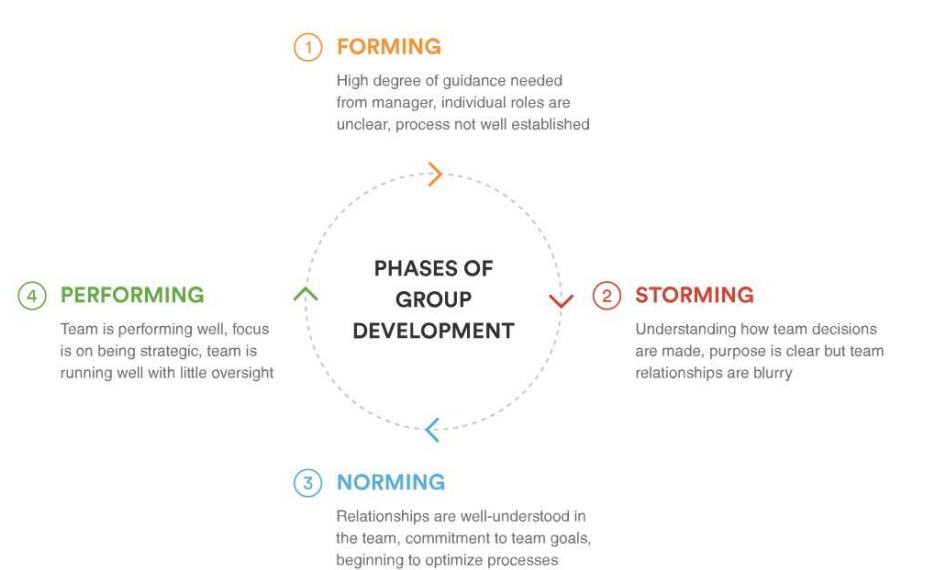 1 FORMING
High degree of guidance needed
from manager, individual roles are
unclear, process not well established
PHASES OF
GROUP
DEVELOPMENT
2 STORMING
Understanding how team decisions
are made, purpose is clear but team
relationships are blurry
3 NORMING
Relationships are well-understood in
the team, commitment to team goals,
beginning to optimize processes
4 PERFORMING
Team is performing well, focus
is on being strategic, team is
running well with little oversight